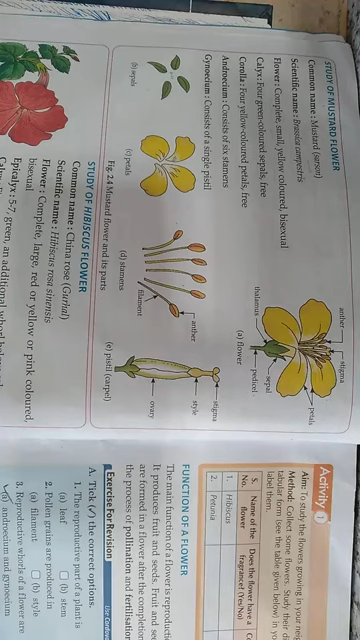 STUDY OF MUSTARD FLOWER
Common name : Mustard (sarson)
Scientific name : Brassica campestris
Flower : Complete, small, yellow coloured, bisexual
Calyx : Four green-coloured sepals, free
Corolla : Four yellow-coloured petals, free
Androecium : Consists of six stamens
Gynoecium : Consists of a single pistil
anther
stigma
petals
sepal
pedicel
thalamus
(a) flower
(b) sepals
(c) petals
(d) stamens
anther
filament
(e) pistil (carpel)
stigma
style
ovary
Fig. 2.4 Mustard flower and its parts
STUDY OF HIBISCUS FLOWER
Common name : China rose (Gurhal)
Scientific name : Hibiscus rosa sinensis
Flower : Complete, large, red or yellow or pink coloured,
bisexual
Epicalyx : 5-7, green, an additional whorl
Activity 1
Aim: To study the flowers growing in your
Method: Collect some flowers. Study their
tabular form (see the table given below in
label them.
S. No. Name of the flower Does the flower have a fragrance? (Yes/No)
1. Hibiscus
2. Petunia
FUNCTION OF A FLOWER
The main function of a flower is
It produces fruit and seeds. Fruit and
are formed in a flower after the
the process of pollination and
Exercise For Revision
A. Tick (✓) the correct options.
1. The reproductive part of a plant is
(a) leaf (b) stem
2. Pollen grains are produced in
(a) filament (b) style
3. Reproductive whorls of a flower are
(a) androecium and gynoecium